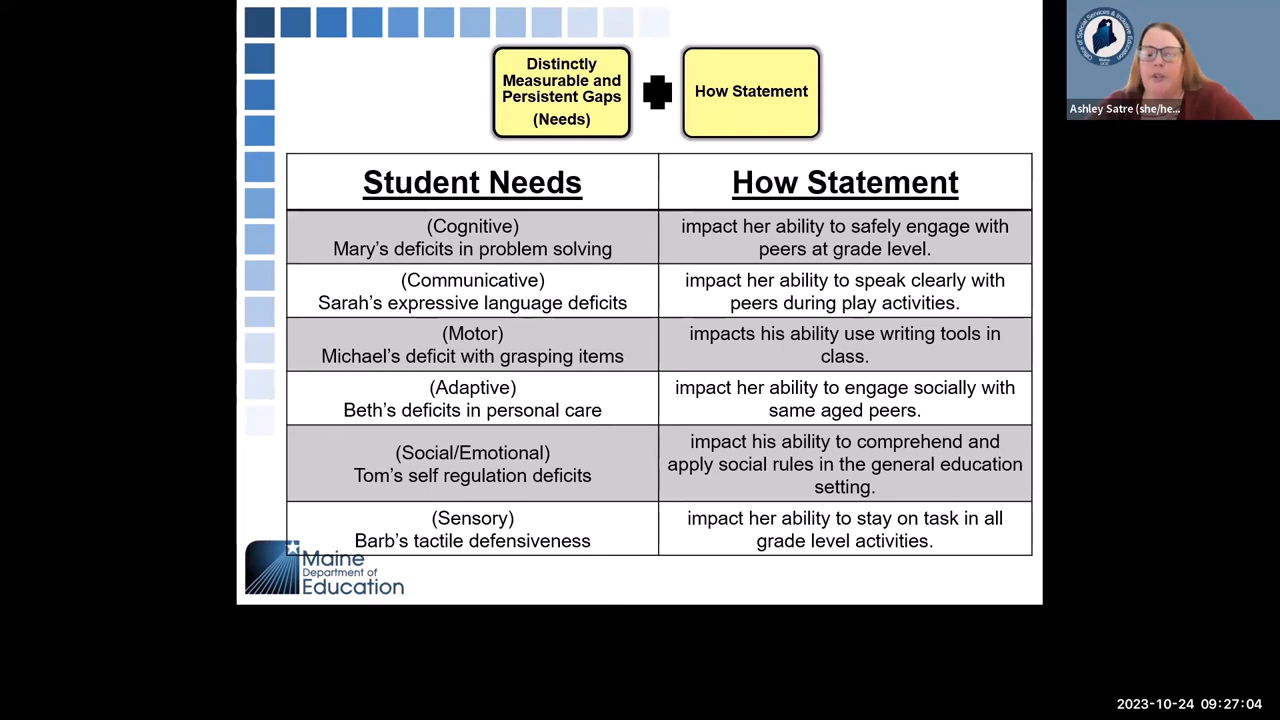 Distinctly
Measurable and
Persistent Gaps
(Needs)
How Statement
Student Needs
How Statement
(Cognitive)
Mary's deficits in problem solving
impact her ability to safely engage with
peers at grade level.
(Communicative)
Sarah's expressive language deficits
impact her ability to speak clearly with
peers during play activities.
(Motor)
Michael's deficit with grasping items
impacts his ability use writing tools in
class.
(Adaptive)
Beth's deficits in personal care
impact her ability to engage socially with
same aged peers.
(Social/Emotional)
Tom's self regulation deficits
impact his ability to comprehend and
apply social rules in the general education
setting.
(Sensory)
Barb's tactile defensiveness
impact her ability to stay on task in all
grade level activities.
Maine
Department of
Education
Office of Special Services & Inclusive Education
Ashley Satre (she/he...
2023-10-24 09:27:04